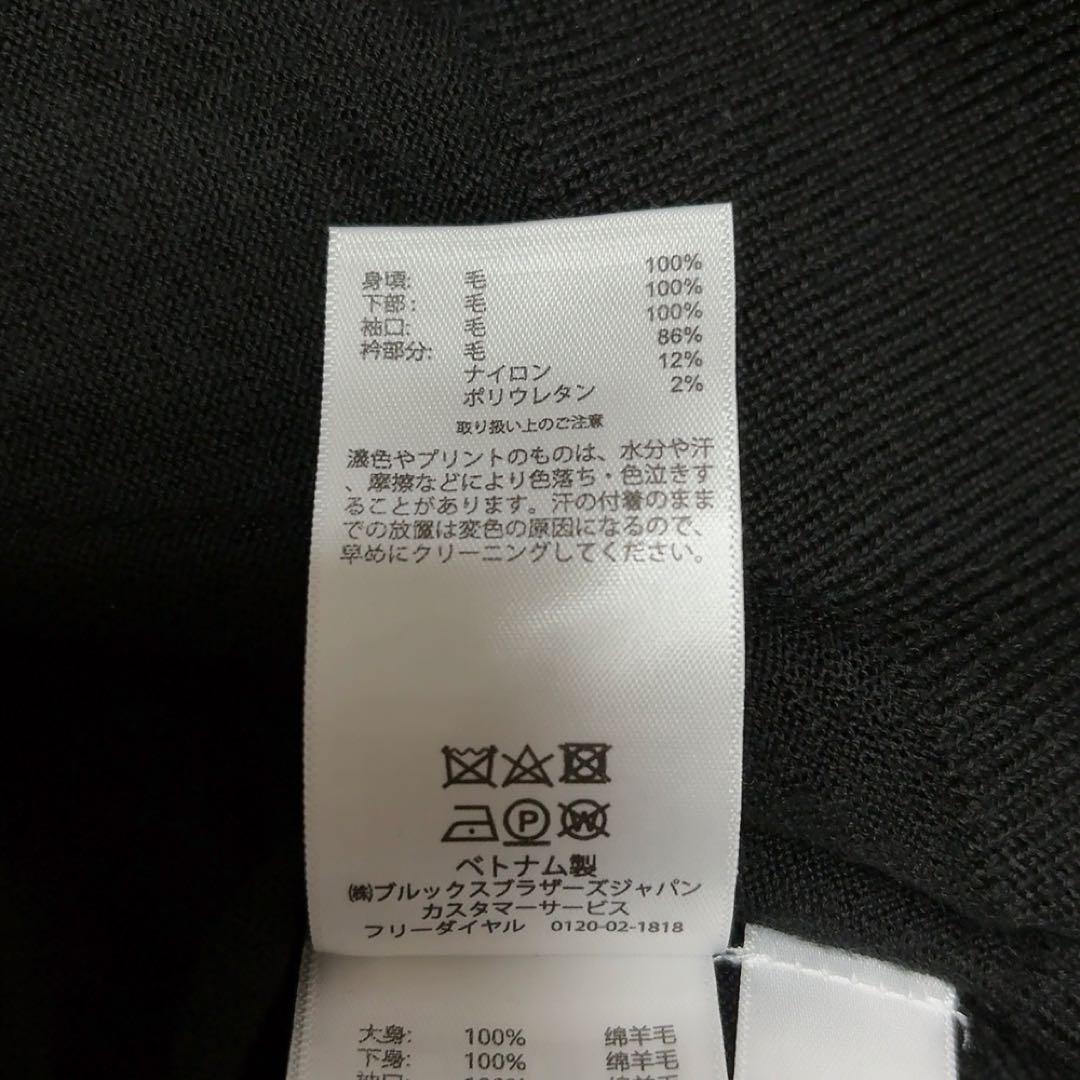 身頃: 毛 100%
下部: 毛 100%
袖口: 毛 100%
衿部分: 毛 86%
ナイロン 12%
ポリウレタン 2%
取り扱い上のご注意
濃色やプリントのものは、水分や汗
、摩擦などにより色落ち・色泣きす
ることがあります。汗の付着のまま
での放置は変色の原因になるので、
早めにクリーニングしてください。
P W
ベトナム製
㈱ブルックスブラザーズジャパン
カスタマーサービス
フリーダイヤル 0120-02-1818
大身: 100% 绵羊毛
下身: 100% 绵羊毛